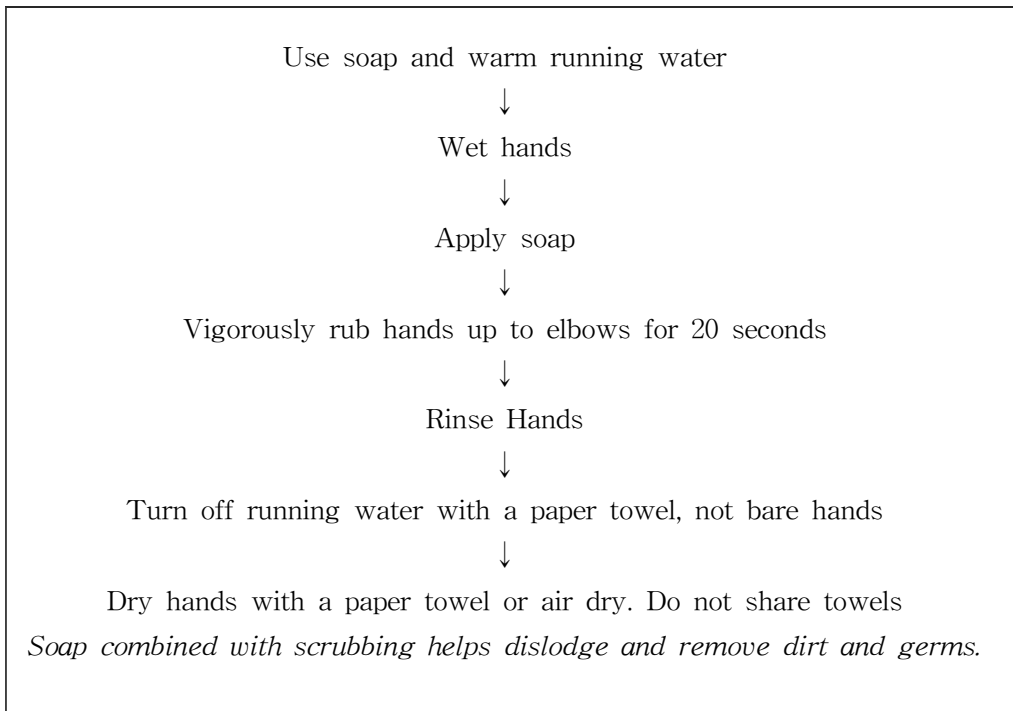 Use soap and warm running water
↓
Wet hands
↓
Apply soap
↓
Vigorously rub hands up to elbows for 20 seconds
↓
Rinse Hands
↓
Turn off running water with a paper towel, not bare hands
↓
Dry hands with a paper towel or air dry. Do not share towels
Soap combined with scrubbing helps dislodge and remove dirt and germs.